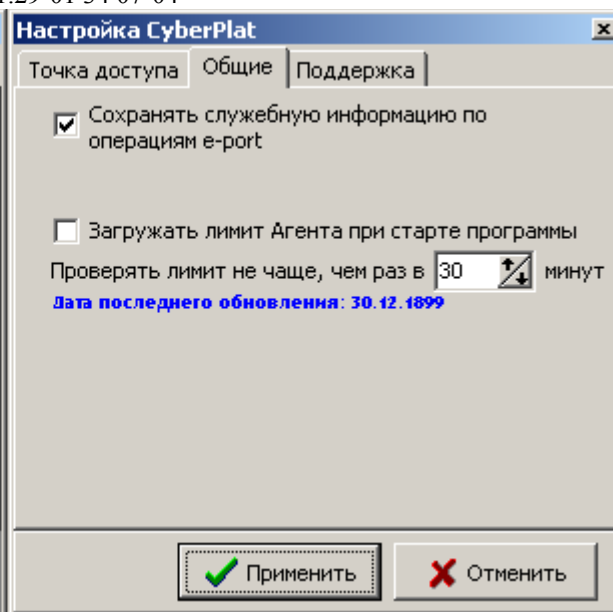 Настройка CyberPlat
Точка доступа Общие Поддержка
Сохранять служебную информацию по
операциям e-port
Загружать лимит Агента при старте программы
Проверять лимит не чаще, чем раз в 30 минут
Дата последнего обновления: 30.12.1899
Применить Отменить